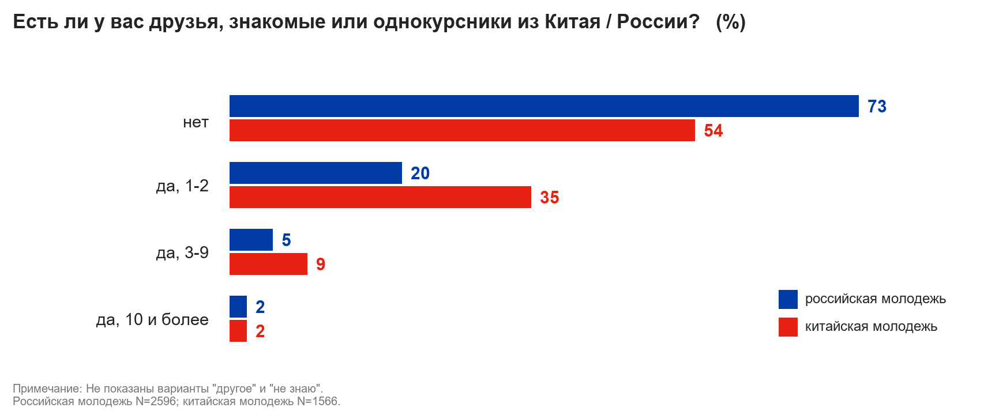 Есть ли у вас друзья, знакомые или однокурсники из Китая / России? (%)
нет
73
54
да, 1-2
20
35
да, 3-9
5
9
да, 10 и более
2
2
российская молодежь
китайская молодежь
Примечание: Не показаны варианты "другое" и "не знаю".
Российская молодежь N=2596; китайская молодежь N=1566.